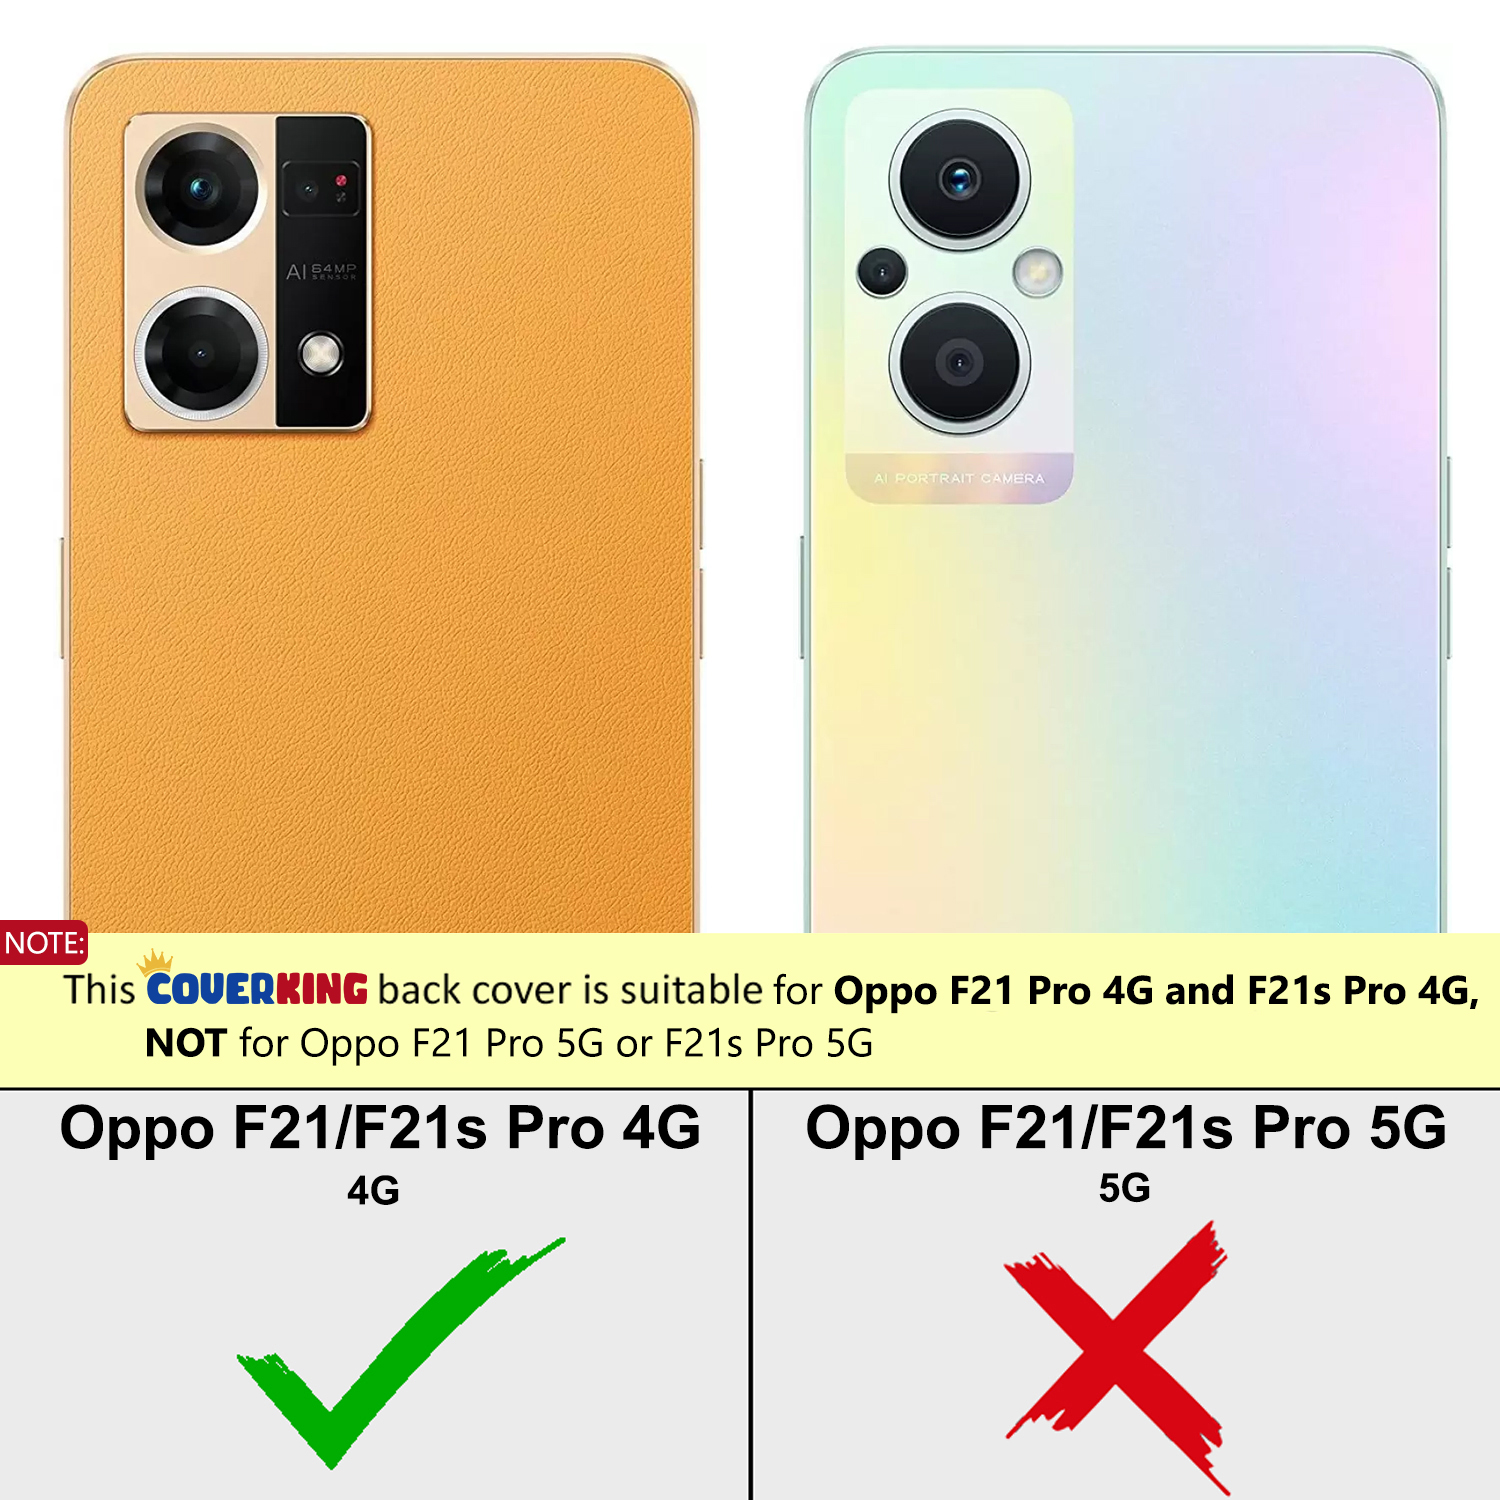 AI 64MP
SENSOR
AI PORTRAIT CAMERA
NOTE:
This COVERKING back cover is suitable for Oppo F21 Pro 4G and F21s Pro 4G,
NOT for Oppo F21 Pro 5G or F21s Pro 5G
Oppo F21/F21s Pro 4G
4G
Oppo F21/F21s Pro 5G
5G